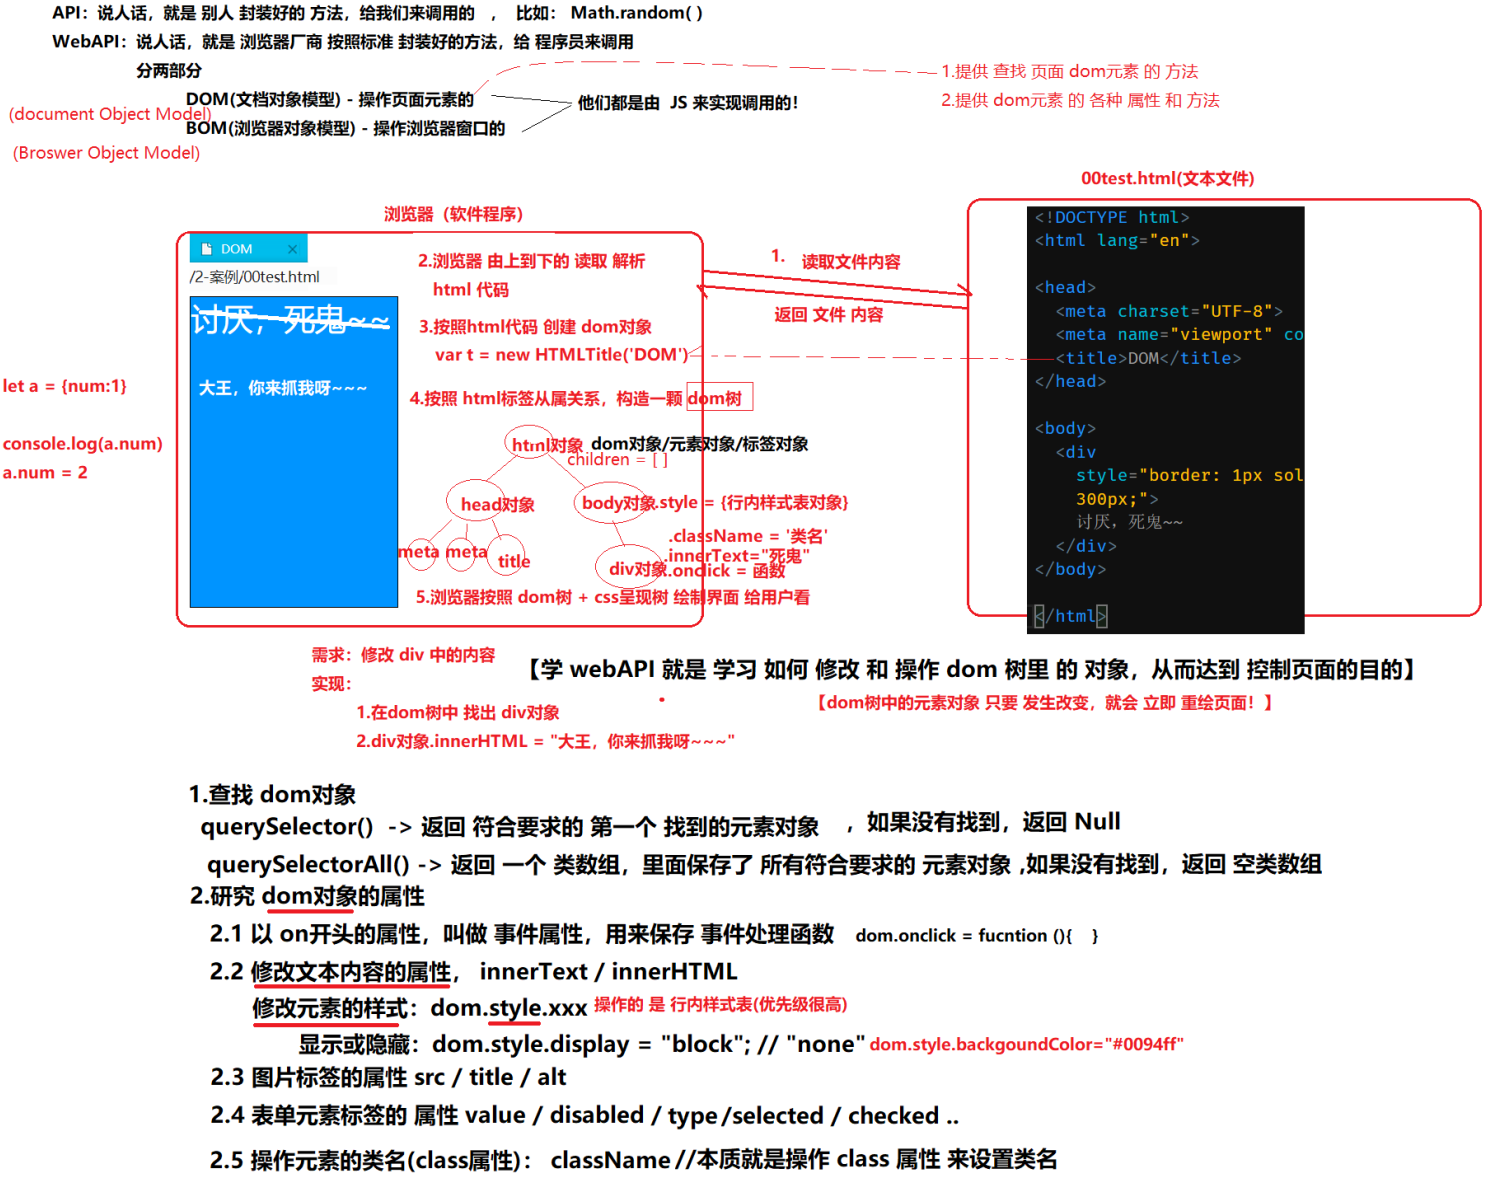 API：说人话，就是 别人 封装好的 方法，给我们来调用的 ， 比如： Math.random( )
WebAPI：说人话，就是 浏览器厂商 按照标准 封装好的方法，给 程序员来调用
分两部分
1.提供 查找 页面 dom元素 的 方法
DOM(文档对象模型) - 操作页面元素的
他们都是由 JS 来实现调用的！
2.提供 dom元素 的 各种 属性 和 方法
(document Object Model)
BOM(浏览器对象模型) - 操作浏览器窗口的
(Broswer Object Model)
00test.html(文本文件)
浏览器（软件程序）
DOM ×
/2-案例/00test.html
讨厌，死鬼~~
大王，你来抓我呀~~~
let a = {num:1}
console.log(a.num)
a.num = 2
2.浏览器 由上到下的 读取 解析
html 代码
3.按照html代码 创建 dom对象
var t = new HTMLTitle('DOM')
4.按照 html标签从属关系，构造一颗 dom树
html对象 dom对象/元素对象/标签对象
children = [ ]
head对象
body对象.style = {行内样式表对象}
.className = '类名'
meta meta title
.innerText="死鬼"
div对象.onclick = 函数
5.浏览器按照 dom树 + css呈现树 绘制界面 给用户看
1. 读取文件内容
返回 文件 内容
<!DOCTYPE html>
<html lang="en">
<head>
<meta charset="UTF-8">
<meta name="viewport" co
<title>DOM</title>
</head>
<body>
<div
style="border: 1px sol
300px;">
讨厌，死鬼~~
</div>
</body>
</html>
需求：修改 div 中的内容
实现：
【学 webAPI 就是 学习 如何 修改 和 操作 dom 树里 的 对象，从而达到 控制页面的目的】
【dom树中的元素对象 只要 发生改变，就会 立即 重绘页面！】
1.在dom树中 找出 div对象
2.div对象.innerHTML = "大王，你来抓我呀~~~"
1.查找 dom对象
querySelector() -> 返回 符合要求的 第一个 找到的元素对象 ，如果没有找到，返回 Null
querySelectorAll() -> 返回 一个 类数组，里面保存了 所有符合要求的 元素对象 ,如果没有找到，返回 空类数组
2.研究 dom对象的属性
2.1 以 on开头的属性，叫做 事件属性，用来保存 事件处理函数 dom.onclick = fucntion (){ }
2.2 修改文本内容的属性， innerText / innerHTML
修改元素的样式：dom.style.xxx 操作的 是 行内样式表(优先级很高)
显示或隐藏：dom.style.display = "block"; // "none" dom.style.backgoundColor="#0094ff"
2.3 图片标签的属性 src / title / alt
2.4 表单元素标签的 属性 value / disabled / type /selected / checked ..
2.5 操作元素的类名(class属性)： className //本质就是操作 class 属性 来设置类名